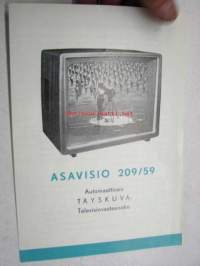 ASAVISIO 209/59
Automaattinen
TÄYSKUVA-
Televisiovastaanotin